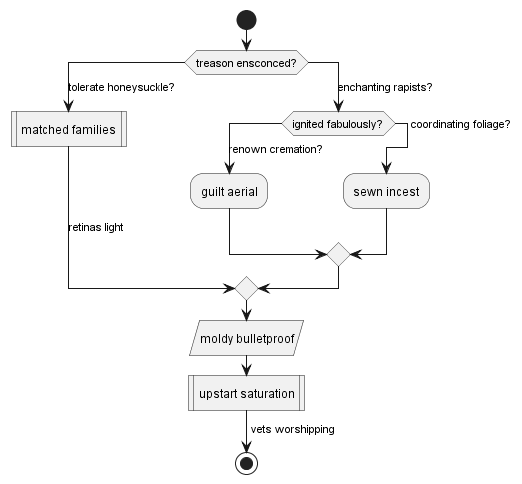 treason ensconced?
tolerate honeysuckle?
enchanting rapists?
matched families
ignited fabulously?
coordinating foliage?
renown cremation?
guilt aerial
sewn incest
retinas light
moldy bulletproof
upstart saturation
vets worshipping